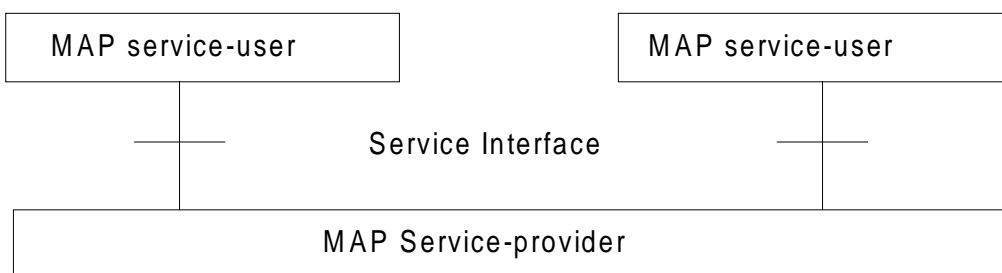 MAP service-user
MAP service-user
Service Interface
MAP Service-provider